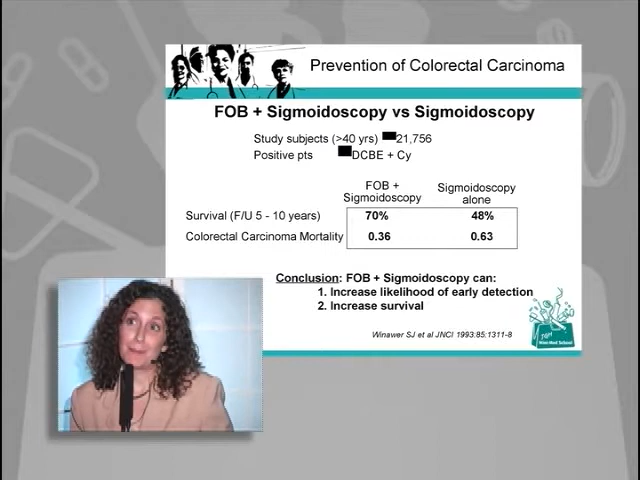 Prevention of Colorectal Carcinoma
FOB + Sigmoidoscopy vs Sigmoidoscopy
Study subjects (>40 yrs) 21,756
Positive pts DCBE + Cy
FOB + Sigmoidoscopy Sigmoidoscopy alone
Survival (F/U 5 - 10 years) 70% 48%
Colorectal Carcinoma Mortality 0.36 0.63
Conclusion: FOB + Sigmoidoscopy can:
1. Increase likelihood of early detection
2. Increase survival
Winawer SJ et al JNCI 1993:85:1311-8
Mini-Med School